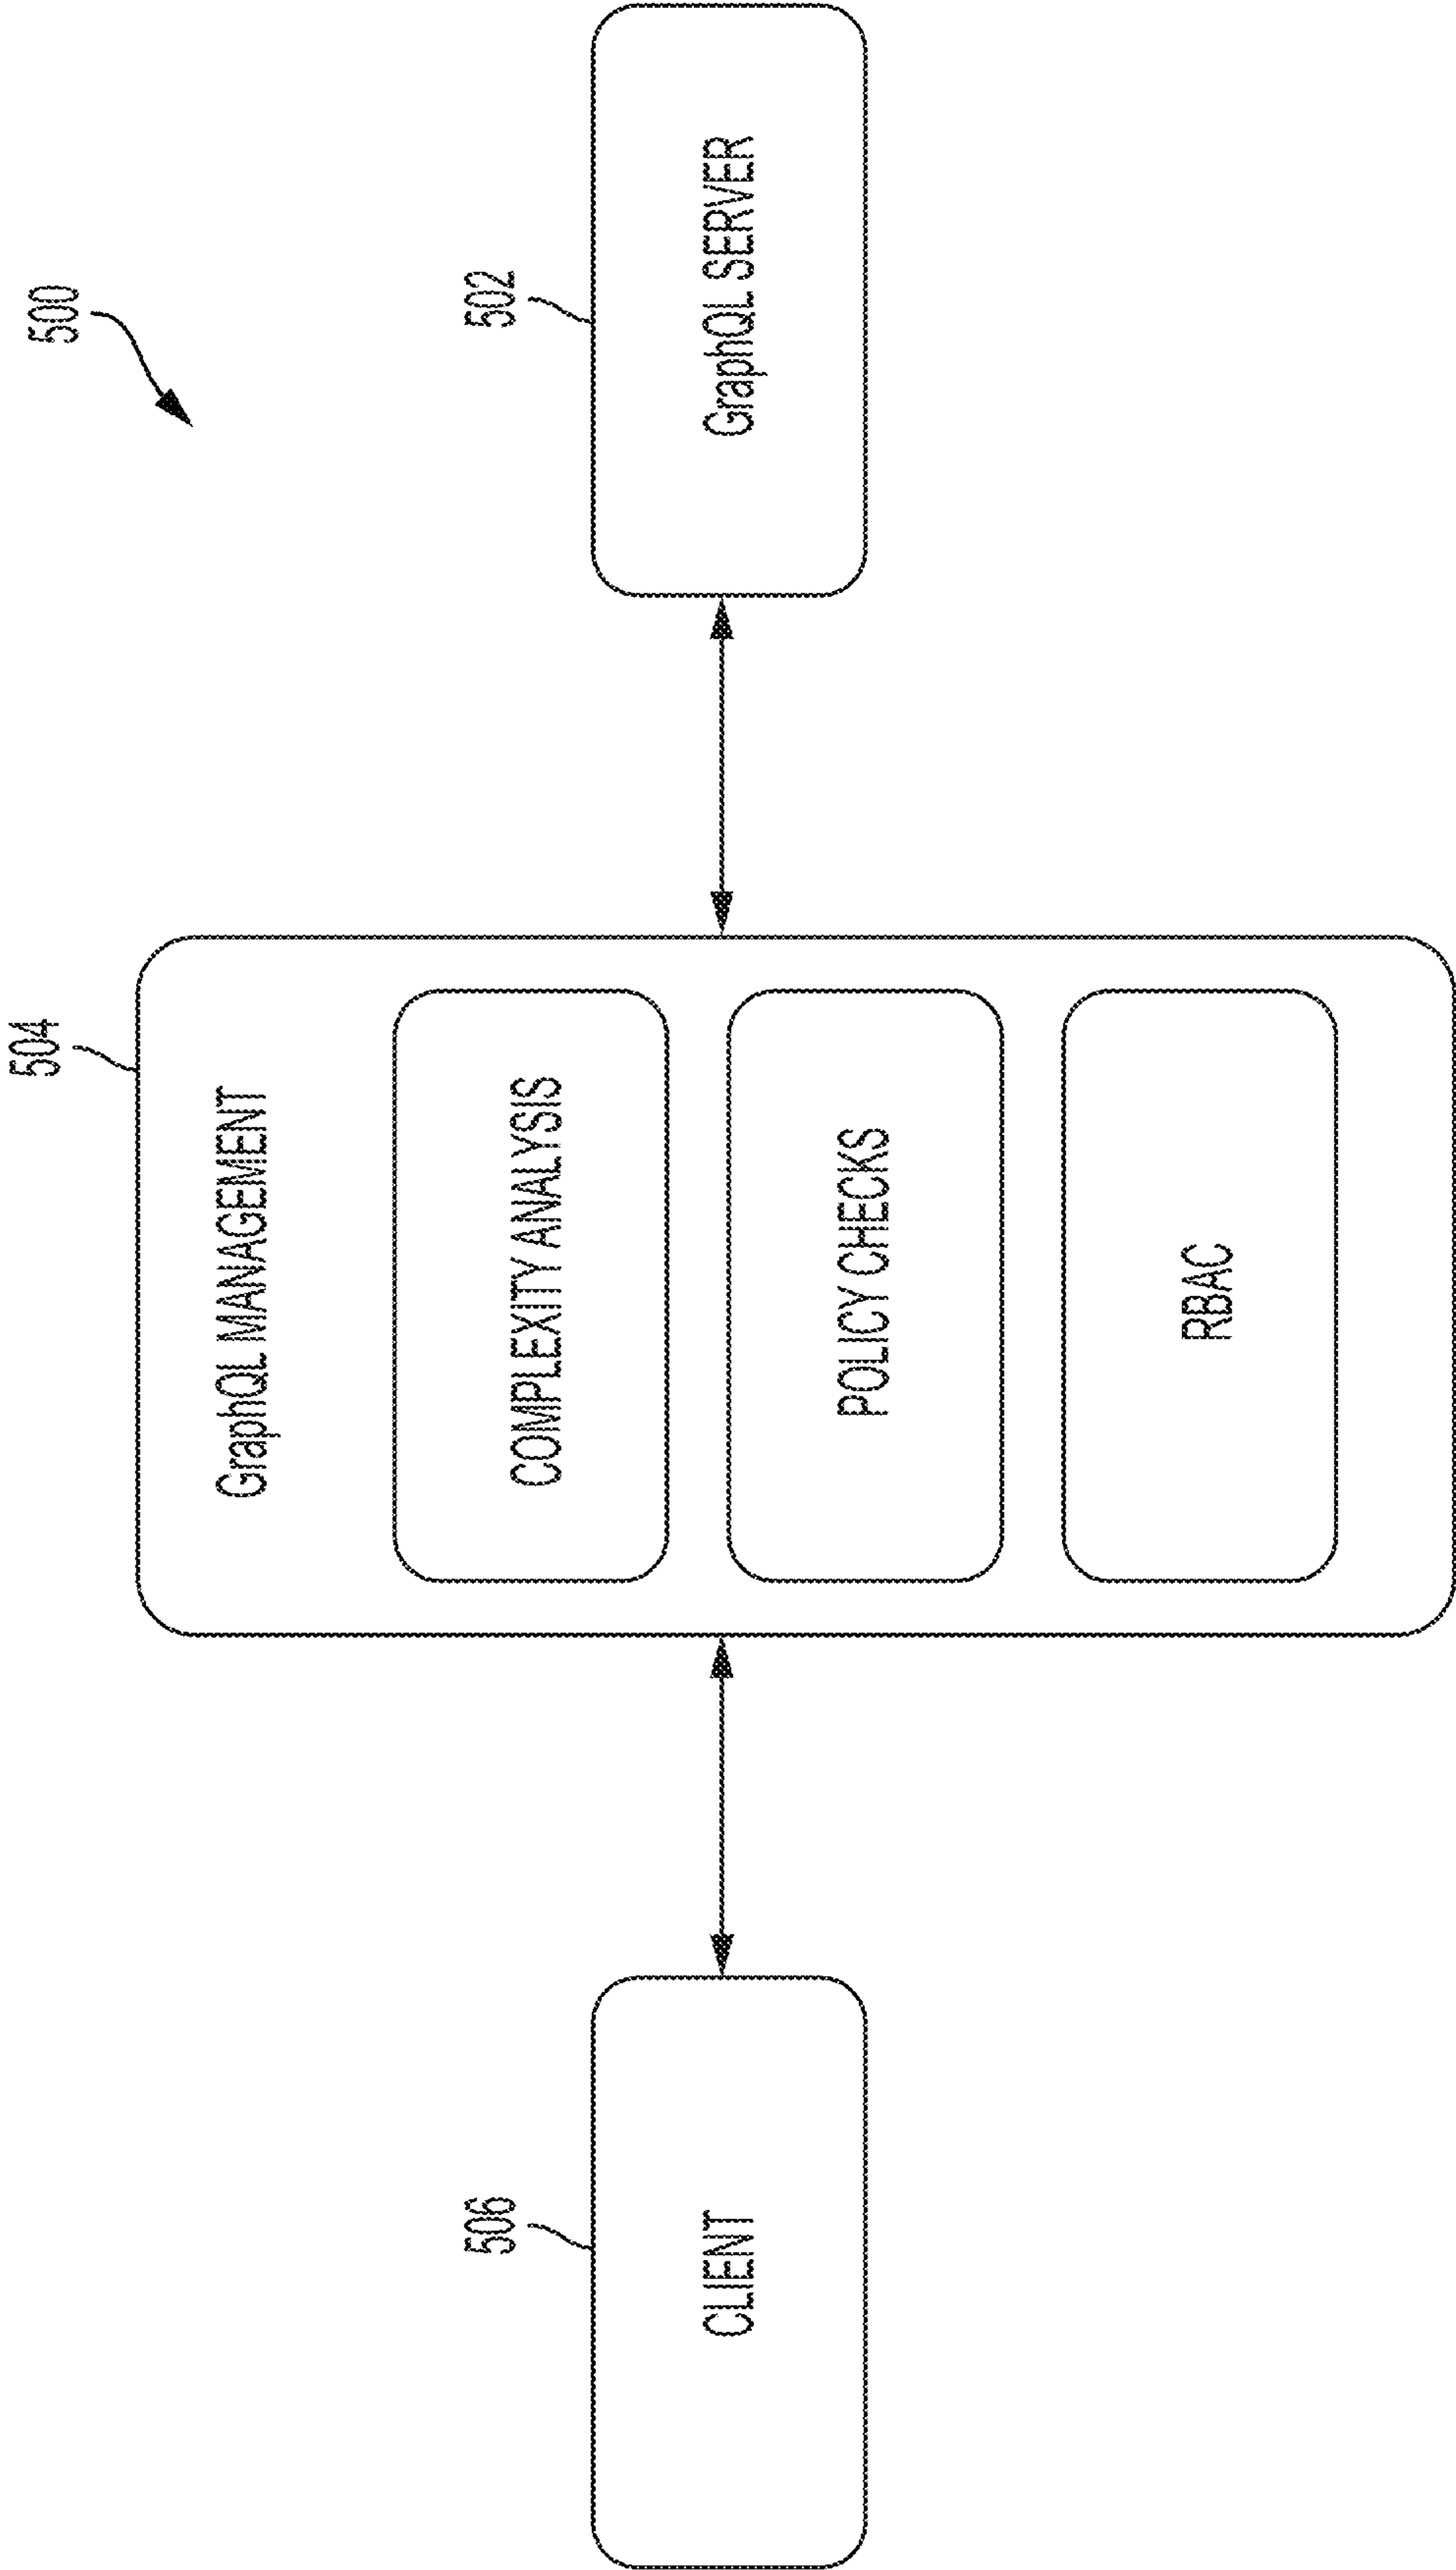 500
506
CLIENT
504
GraphQL MANAGEMENT
COMPLEXITY ANALYSIS
POLICY CHECKS
RBAC
502
GraphQL SERVER